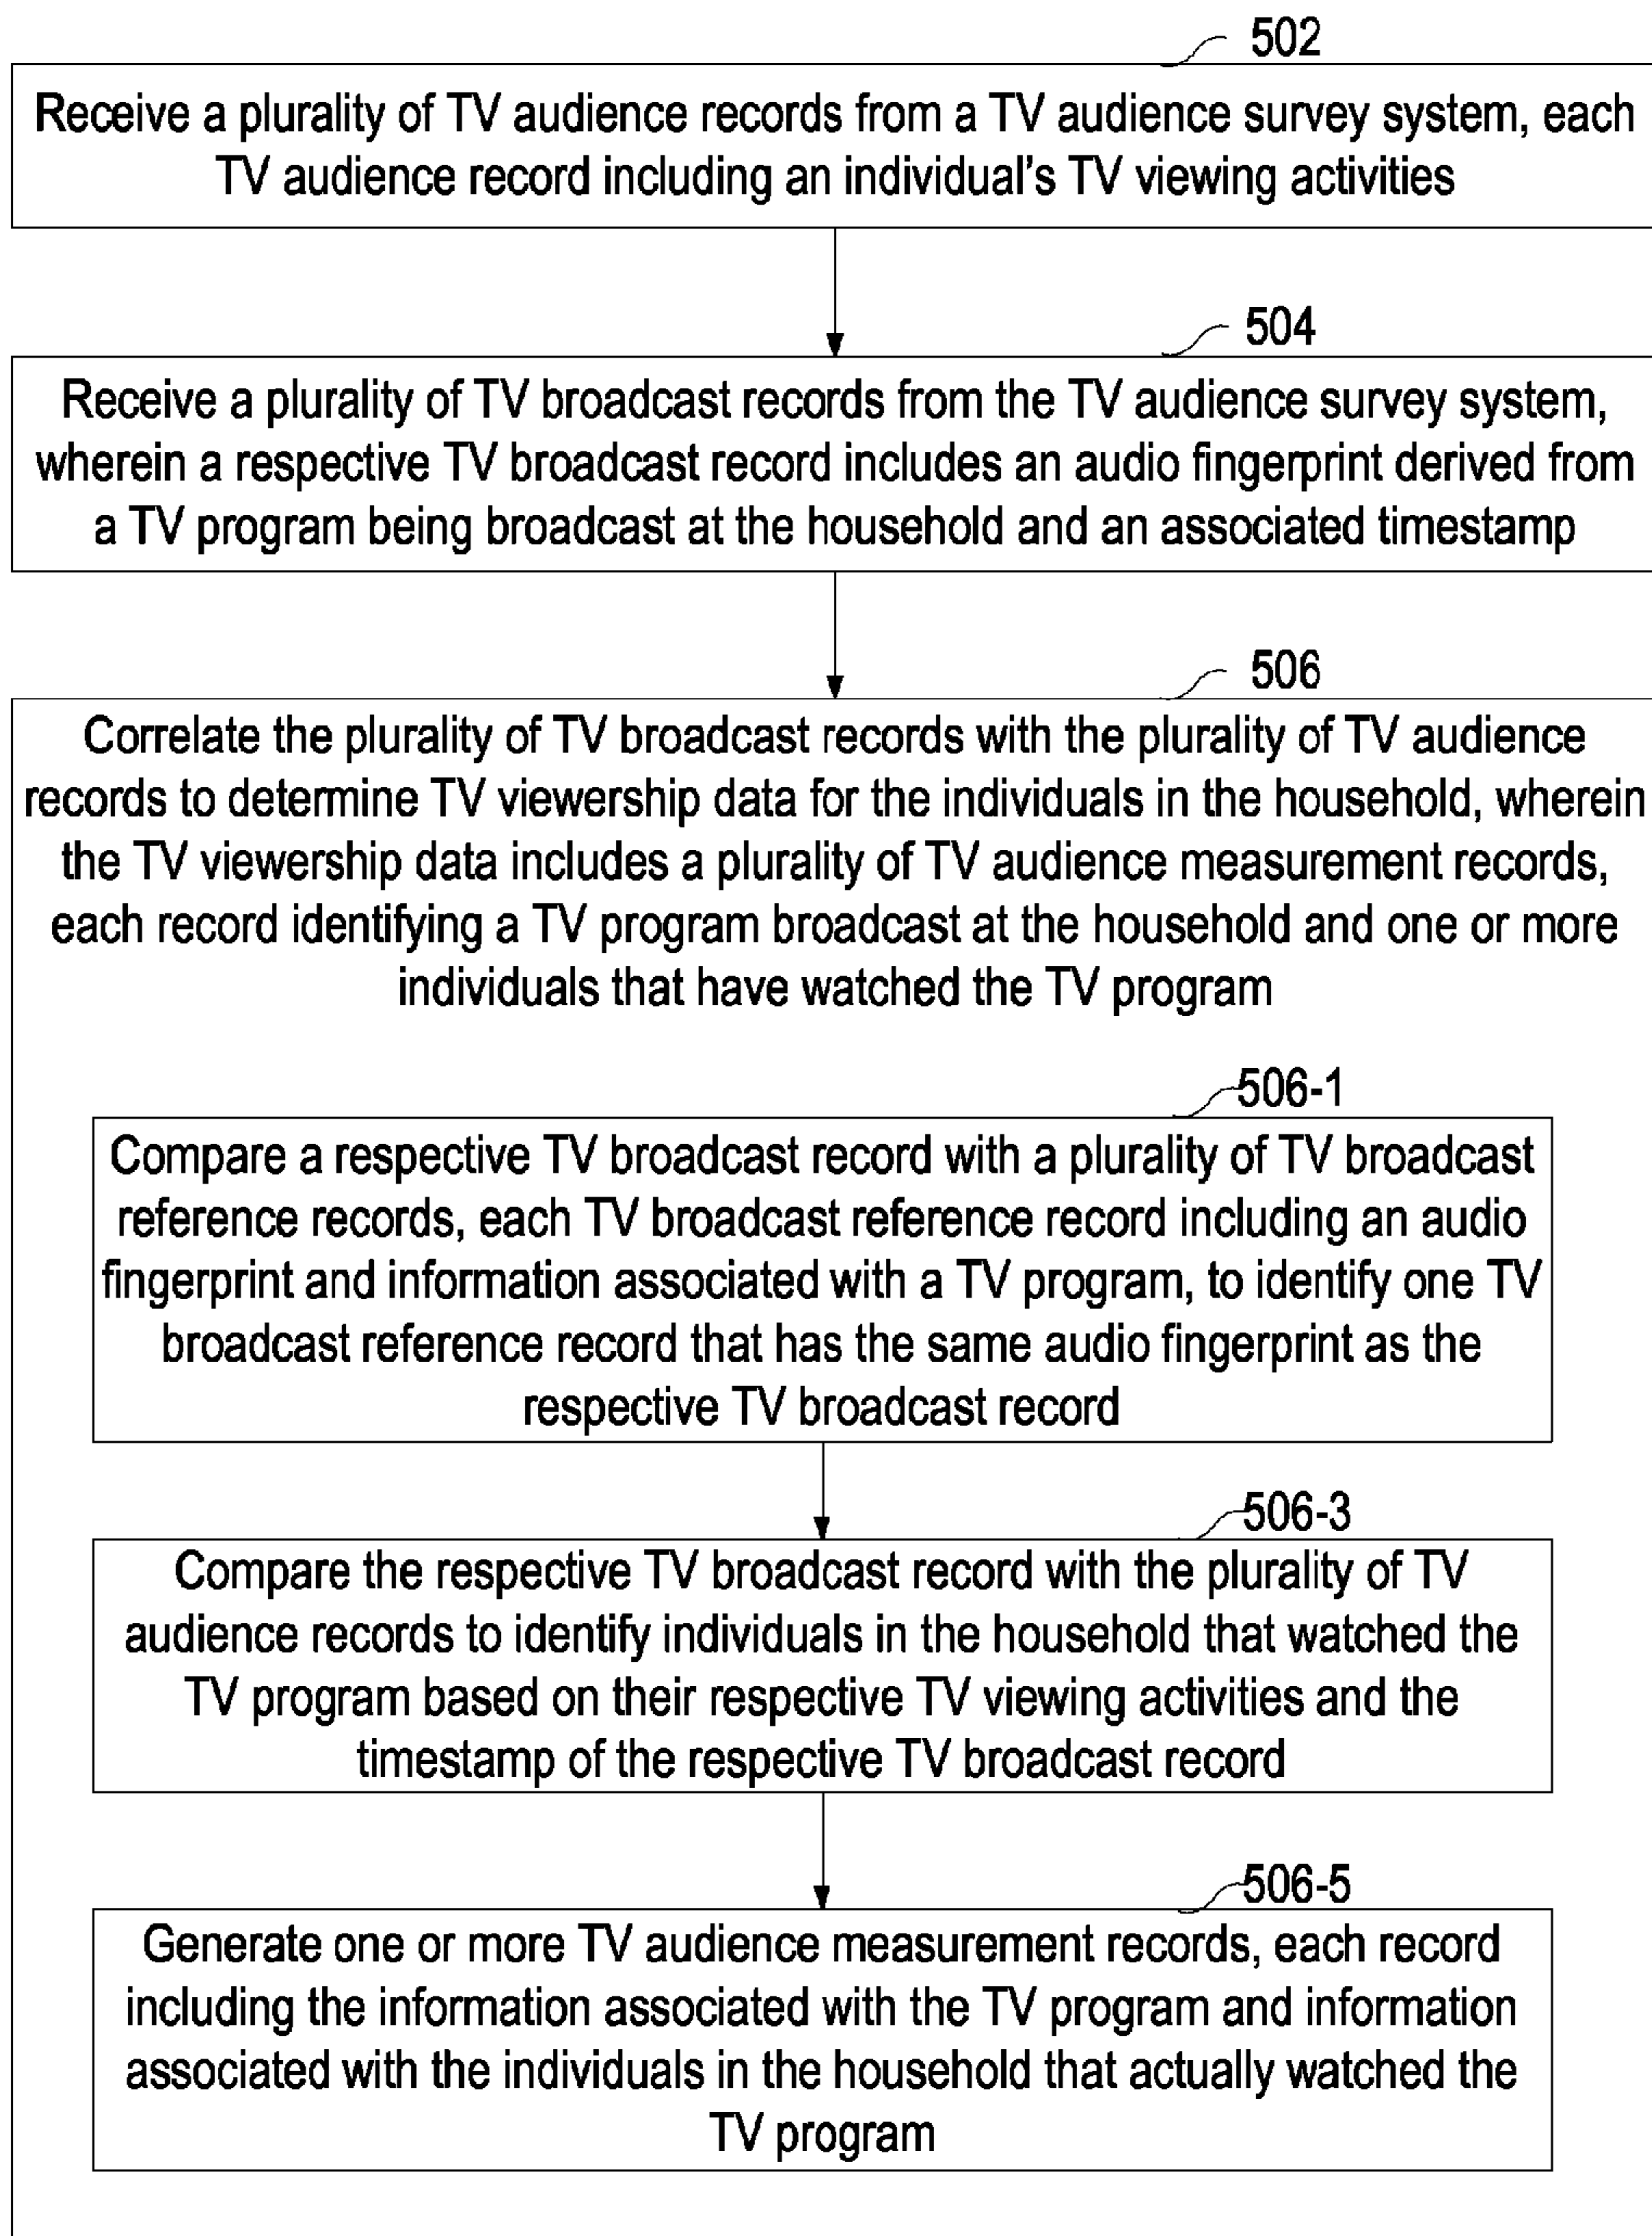 502
Receive a plurality of TV audience records from a TV audience survey system, each
TV audience record including an individual's TV viewing activities
504
Receive a plurality of TV broadcast records from the TV audience survey system,
wherein a respective TV broadcast record includes an audio fingerprint derived from
a TV program being broadcast at the household and an associated timestamp
506
Correlate the plurality of TV broadcast records with the plurality of TV audience
records to determine TV viewership data for the individuals in the household, wherein
the TV viewership data includes a plurality of TV audience measurement records,
each record identifying a TV program broadcast at the household and one or more
individuals that have watched the TV program
506-1
Compare a respective TV broadcast record with a plurality of TV broadcast
reference records, each TV broadcast reference record including an audio
fingerprint and information associated with a TV program, to identify one TV
broadcast reference record that has the same audio fingerprint as the
respective TV broadcast record
506-3
Compare the respective TV broadcast record with the plurality of TV
audience records to identify individuals in the household that watched the
TV program based on their respective TV viewing activities and the
timestamp of the respective TV broadcast record
506-5
Generate one or more TV audience measurement records, each record
including the information associated with the TV program and information
associated with the individuals in the household that actually watched the
TV program